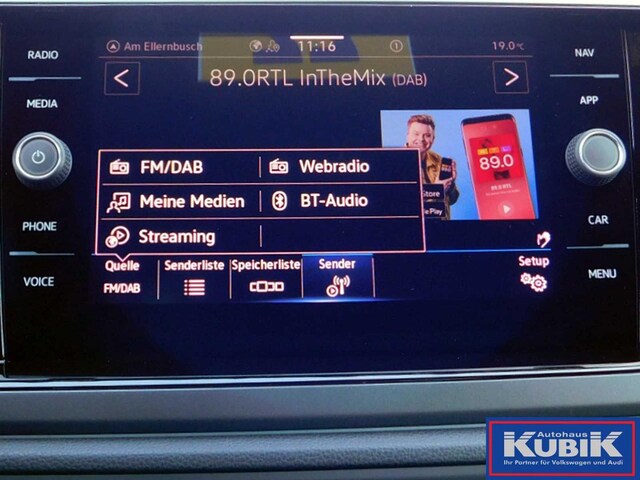 RADIO
MEDIA
PHONE
VOICE
Am Ellernbusch
11:16
19.0°C
89.0RTL InTheMix (DAB)
FM/DAB
Webradio
Meine Medien
BT-Audio
Streaming
89.0
Store
Play
Quelle
FM/DAB
Senderliste
Speicherliste
Sender
Setup
NAV
APP
CAR
MENU
Autohaus
KUBIK
Ihr Partner für Volkswagen und Audi